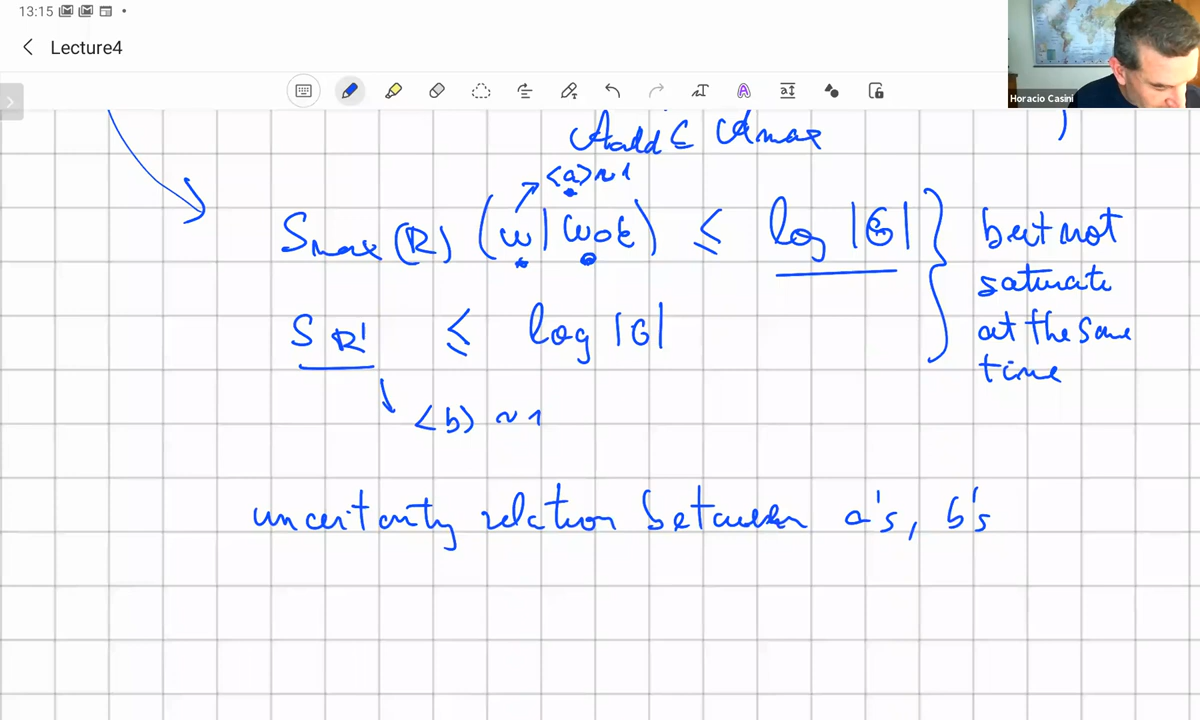 13:15
Lecture4
Horacio Casini
Aadd ⊆ Amax )
<a> ~ 1
Smax (R) (ω | ω∘ε) ≤ log |G| } but not
saturate
S R' ≤ log |G| at the same
time
<b> ~ 1
uncertainty relation between a's, b's